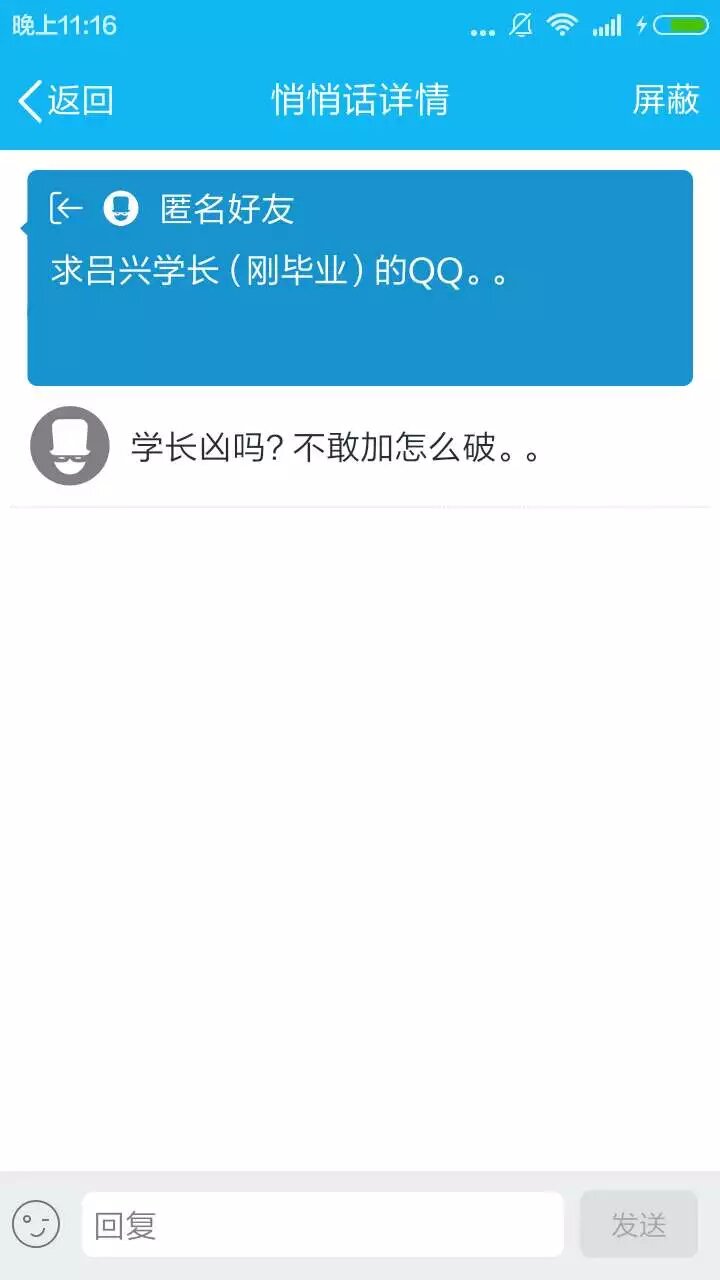 晚上11:16
返回
悄悄话详情
屏蔽
匿名好友
求吕兴学长（刚毕业）的QQ。。
学长凶吗？不敢加怎么破。。
回复
发送